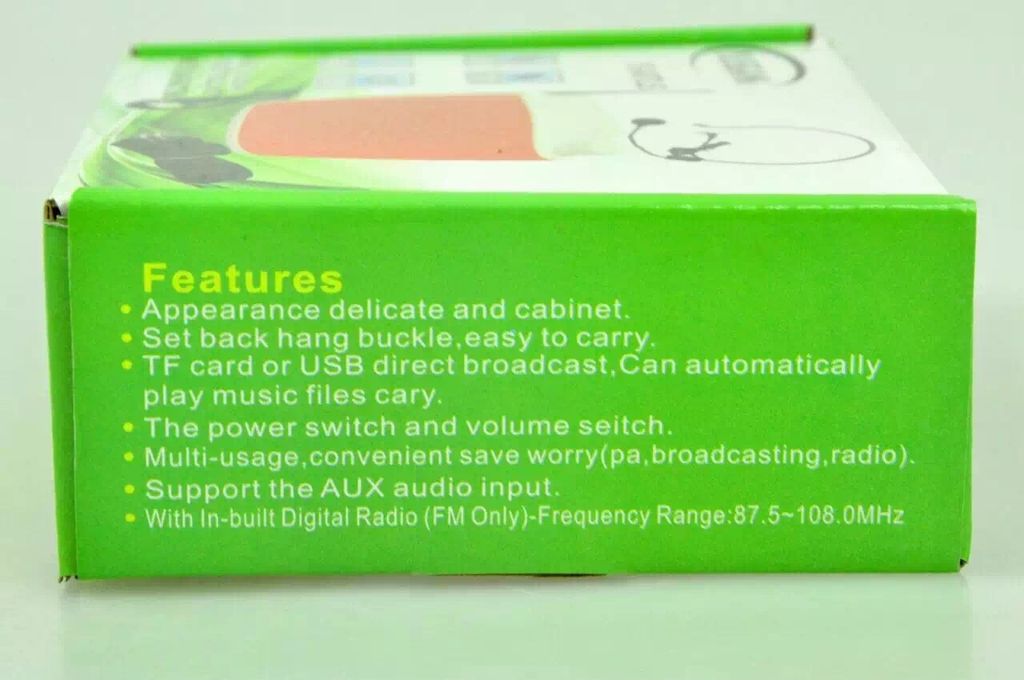 Features
• Appearance delicate and cabinet.
• Set back hang buckle,easy to carry.
• TF card or USB direct broadcast,Can automatically
play music files cary.
• The power switch and volume seitch.
• Multi-usage,convenient save worry(pa,broadcasting,radio).
• Support the AUX audio input.
• With In-built Digital Radio (FM Only)-Frequency Range:87.5~108.0MHz